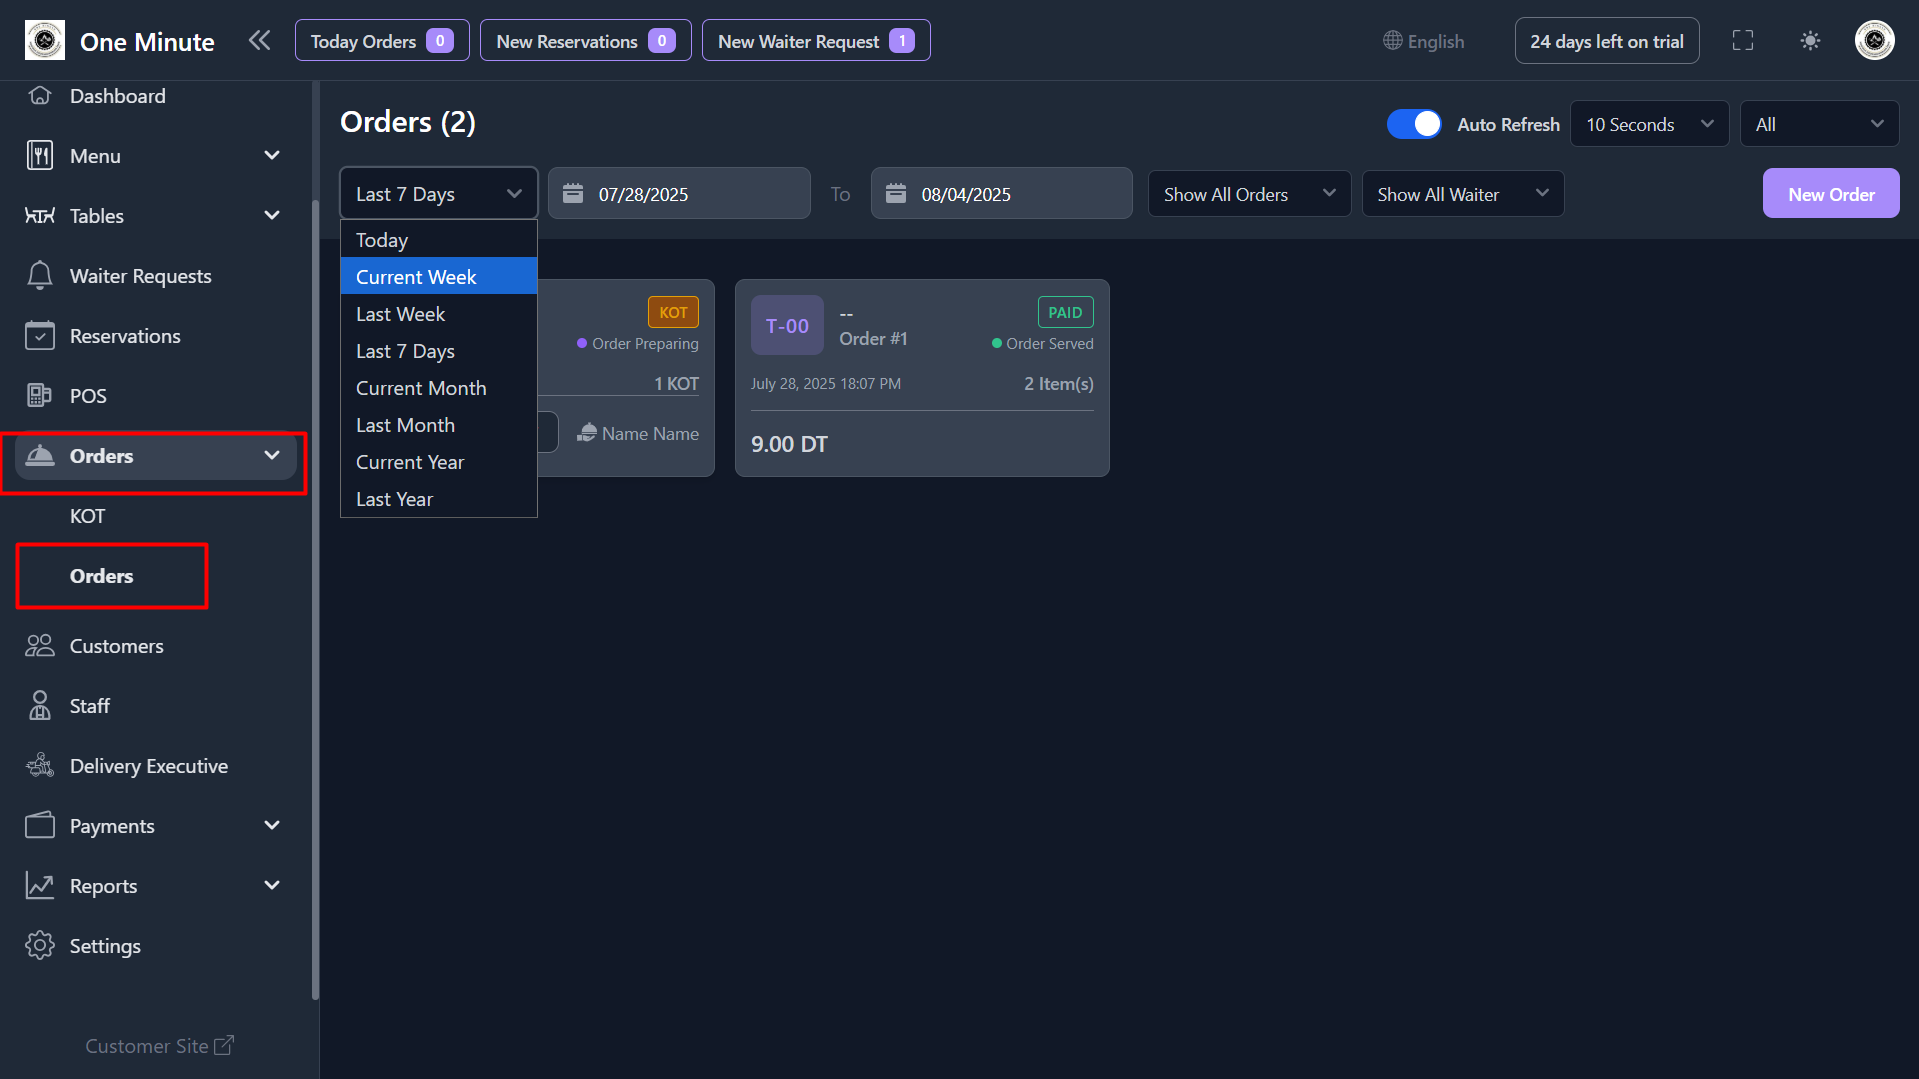 One Minute
Today Orders 0
New Reservations 0
New Waiter Request 1
English
24 days left on trial
Dashboard
Menu
Tables
Waiter Requests
Reservations
POS
Orders
KOT
Orders
Customers
Staff
Delivery Executive
Payments
Reports
Settings
Customer Site
Orders (2)
Auto Refresh
10 Seconds
All
Last 7 Days
07/28/2025
To
08/04/2025
Show All Orders
Show All Waiter
New Order
Today
Current Week
Last Week
Last 7 Days
Current Month
Last Month
Current Year
Last Year
KOT
Order Preparing
1 KOT
Name Name
T-00
--
Order #1
PAID
Order Served
July 28, 2025 18:07 PM
2 Item(s)
9.00 DT